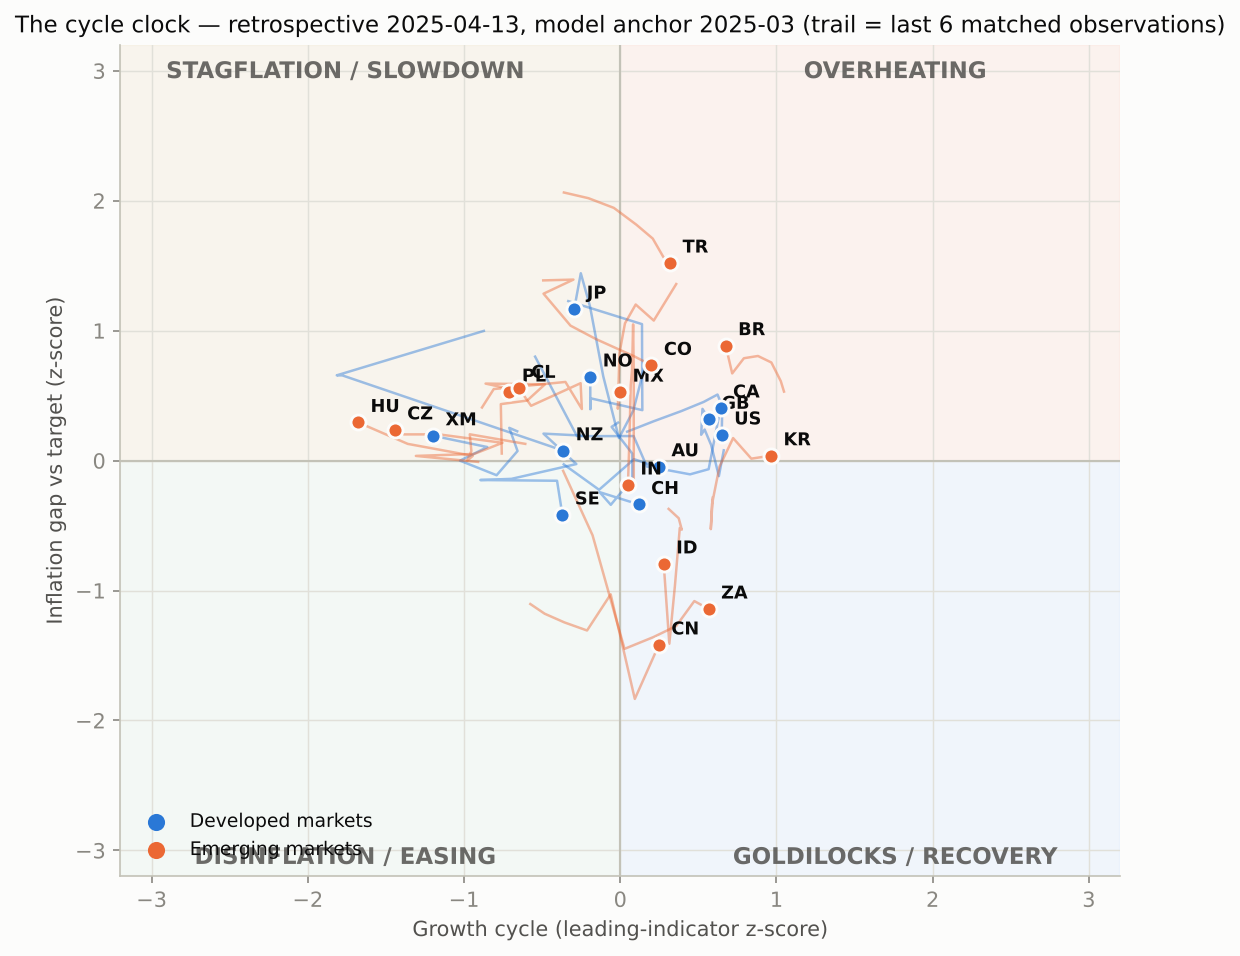 The cycle clock — retrospective 2025-04-13, model anchor 2025-03 (trail = last 6 matched observations)
STAGFLATION / SLOWDOWN
OVERHEATING
3
2
1
0
−1
−2
−3
Inflation gap vs target (z-score)
TR
JP
BR
CO
NO
CL
PL
MX
CA
GB
HU
CZ
XM
US
NZ
KR
AU
IN
CH
SE
ID
ZA
CN
Developed markets
Emerging markets
DISINFLATION / EASING
GOLDILOCKS / RECOVERY
−3
−2
−1
0
1
2
3
Growth cycle (leading-indicator z-score)